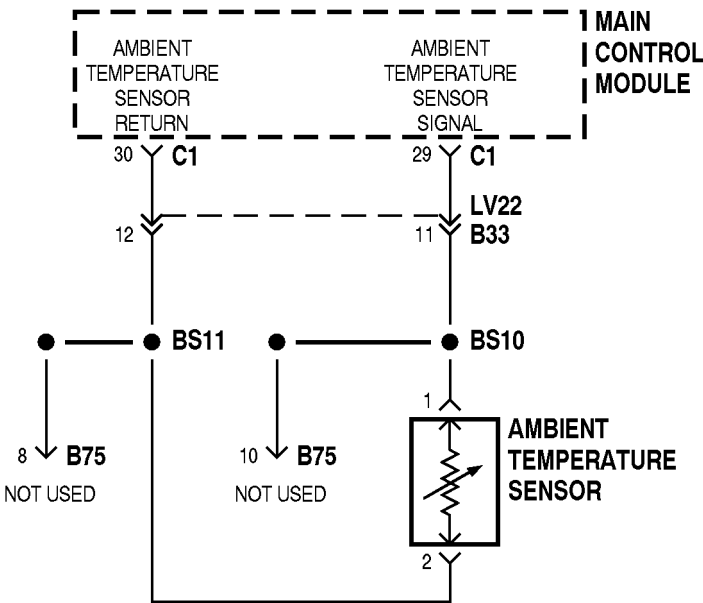 MAIN
CONTROL
MODULE
AMBIENT
TEMPERATURE
SENSOR
RETURN
AMBIENT
TEMPERATURE
SENSOR
SIGNAL
30 C1
29 C1
LV22
12
11 B33
BS11
BS10
1
8 B75
NOT USED
10 B75
NOT USED
AMBIENT
TEMPERATURE
SENSOR
2